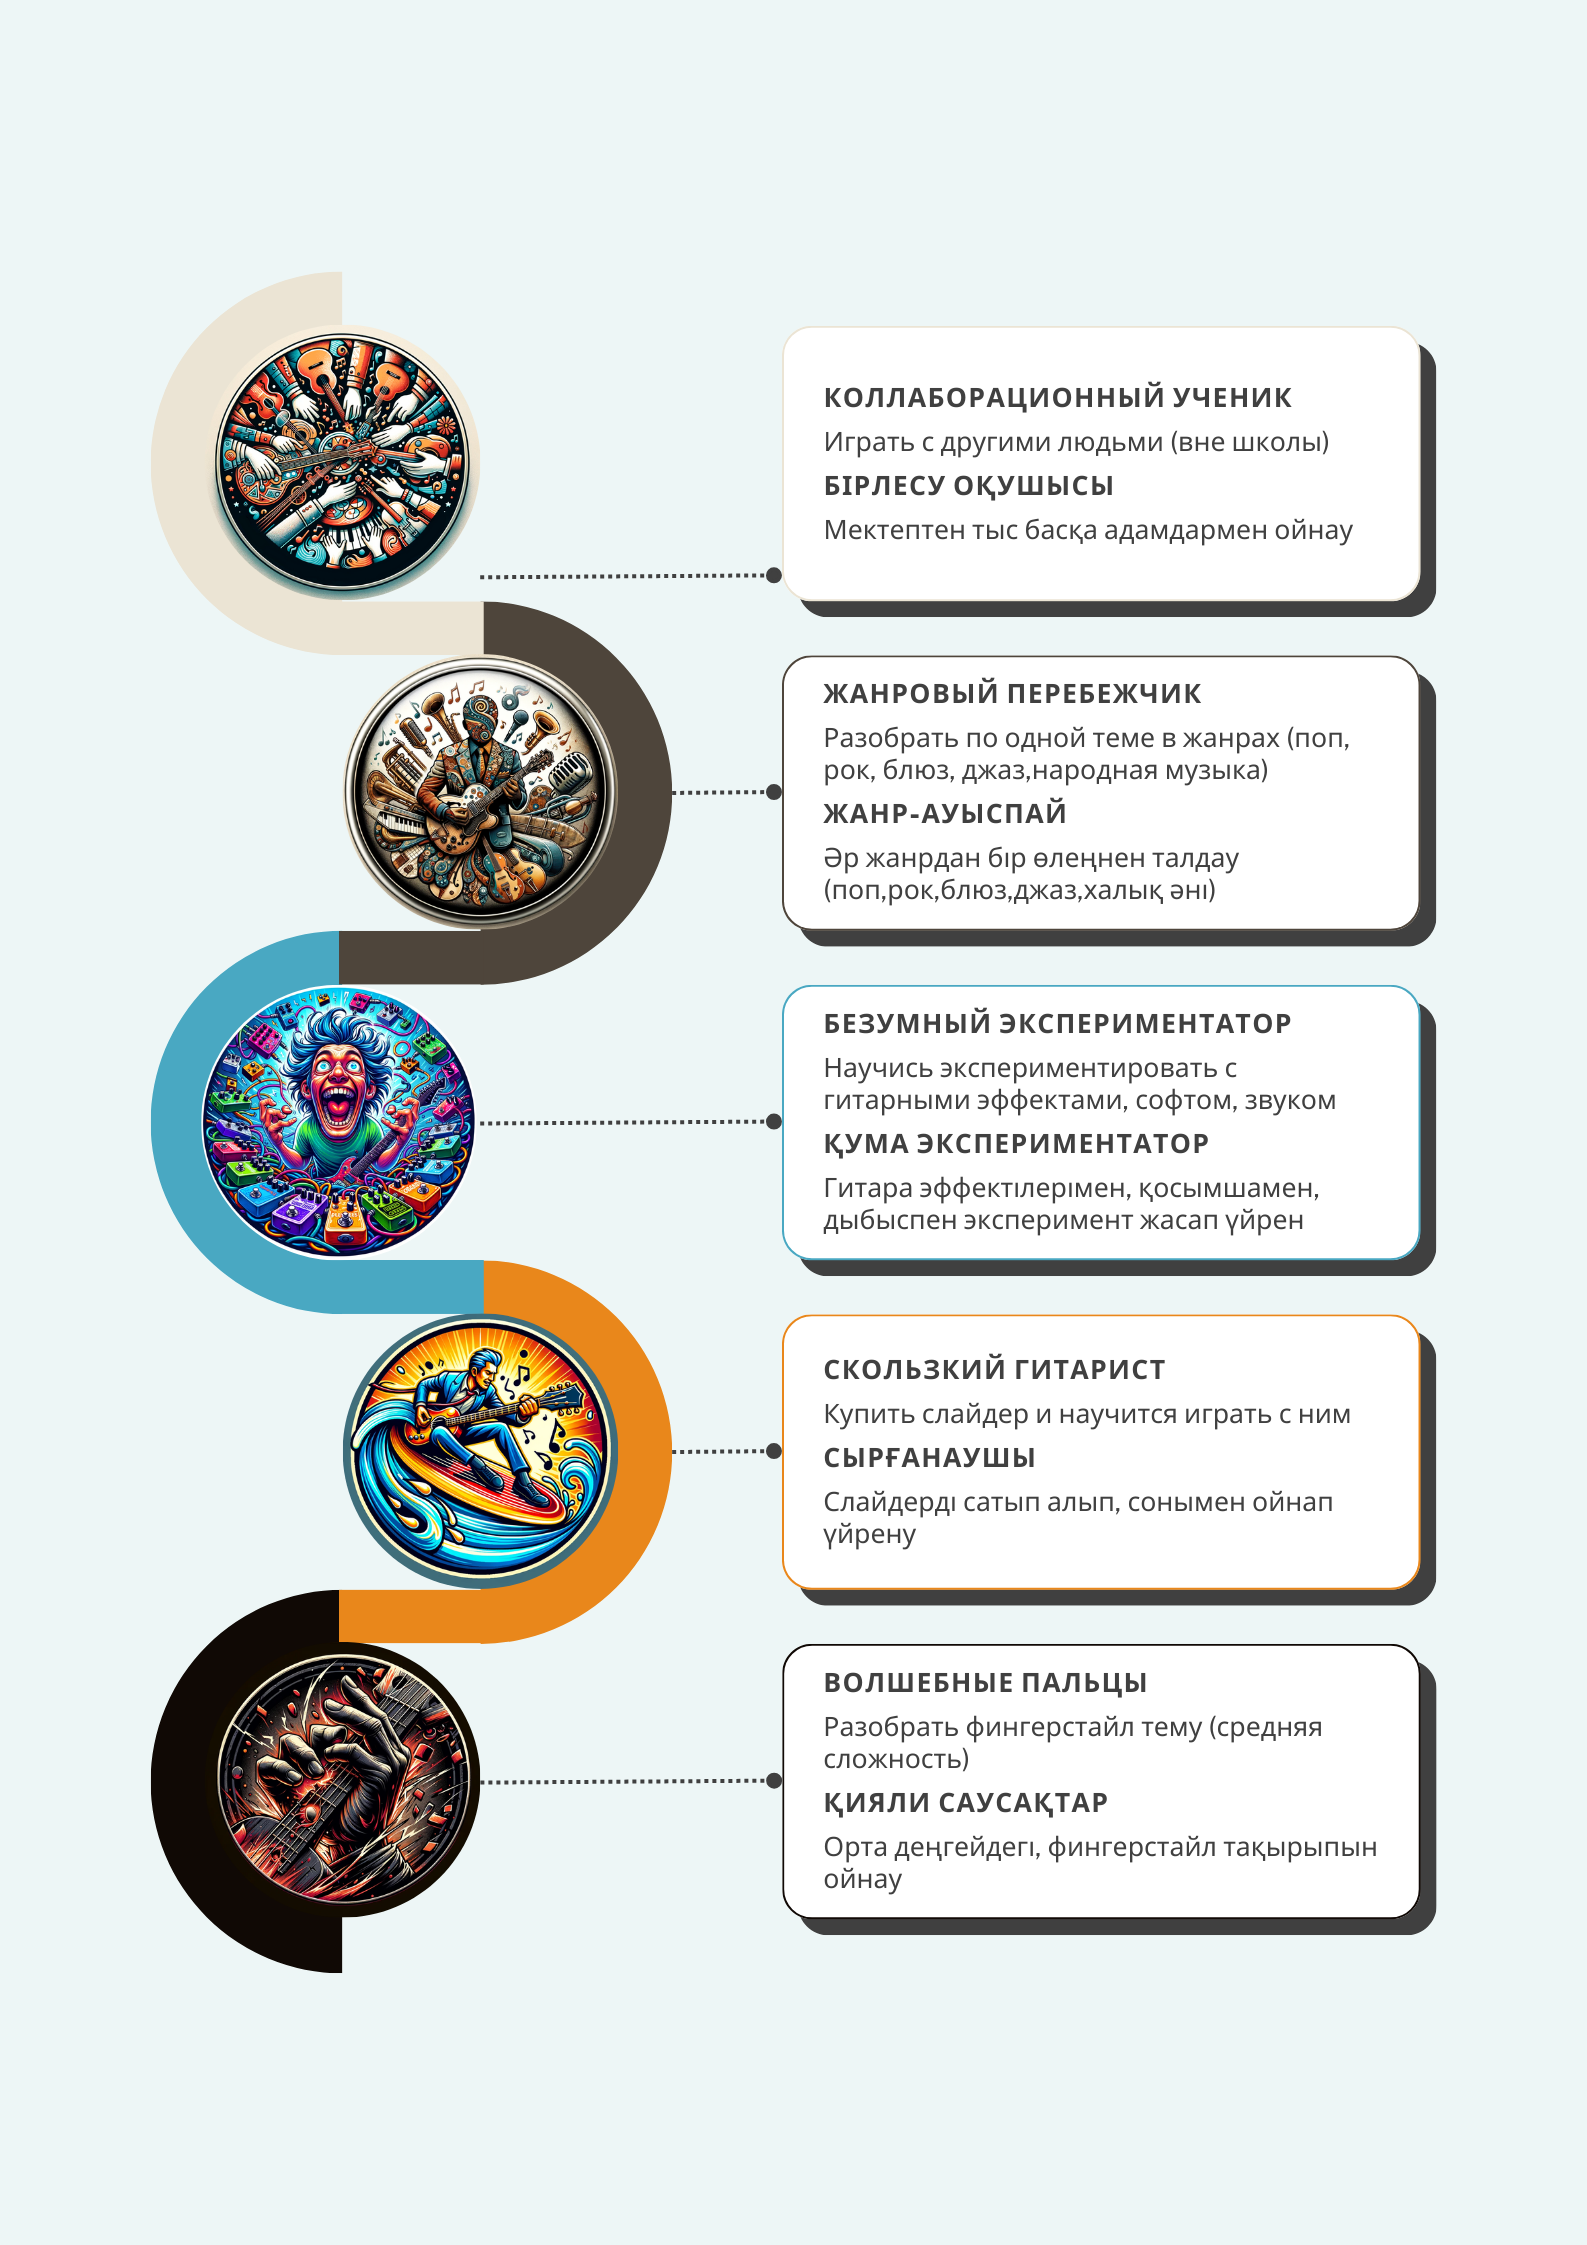 КОЛЛАБОРАЦИОННЫЙ УЧЕНИК
Играть с другими людьми (вне школы)
БІРЛЕСУ ОҚУШЫСЫ
Мектептен тыс басқа адамдармен ойнау
ЖАНРОВЫЙ ПЕРЕБЕЖЧИК
Разобрать по одной теме в жанрах (поп,
рок, блюз, джаз,народная музыка)
ЖАНР-АУЫСПАЙ
Әр жанрдан бір өлеңнен талдау
(поп,рок,блюз,джаз,халық әні)
БЕЗУМНЫЙ ЭКСПЕРИМЕНТАТОР
Научись экспериментировать с
гитарными эффектами, софтом, звуком
ҚУМА ЭКСПЕРИМЕНТАТОР
Гитара эффектілерімен, қосымшамен,
дыбыспен эксперимент жасап үйрен
СКОЛЬЗКИЙ ГИТАРИСТ
Купить слайдер и научится играть с ним
СЫРҒАНАУШЫ
Слайдерді сатып алып, сонымен ойнап
үйрену
ВОЛШЕБНЫЕ ПАЛЬЦЫ
Разобрать фингерстайл тему (средняя
сложность)
ҚИЯЛИ САУСАҚТАР
Орта деңгейдегі, фингерстайл тақырыпын
ойнау